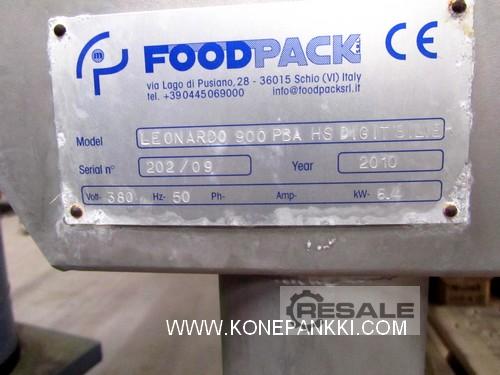 m
FOODPACK SRL
CE
via Lago di Pusiano,28 - 36015 Schio (VI) Italy
tel. +390445069000 info@foodpacksrl.it
Model LEONARDO 900 PBA HS DIGIT
Serial n° 202/09 Year 2010
Volt- 380 Hz- 50 Ph- Amp- kW- 6.4
RESALE
WWW.KONEPANKKI.COM